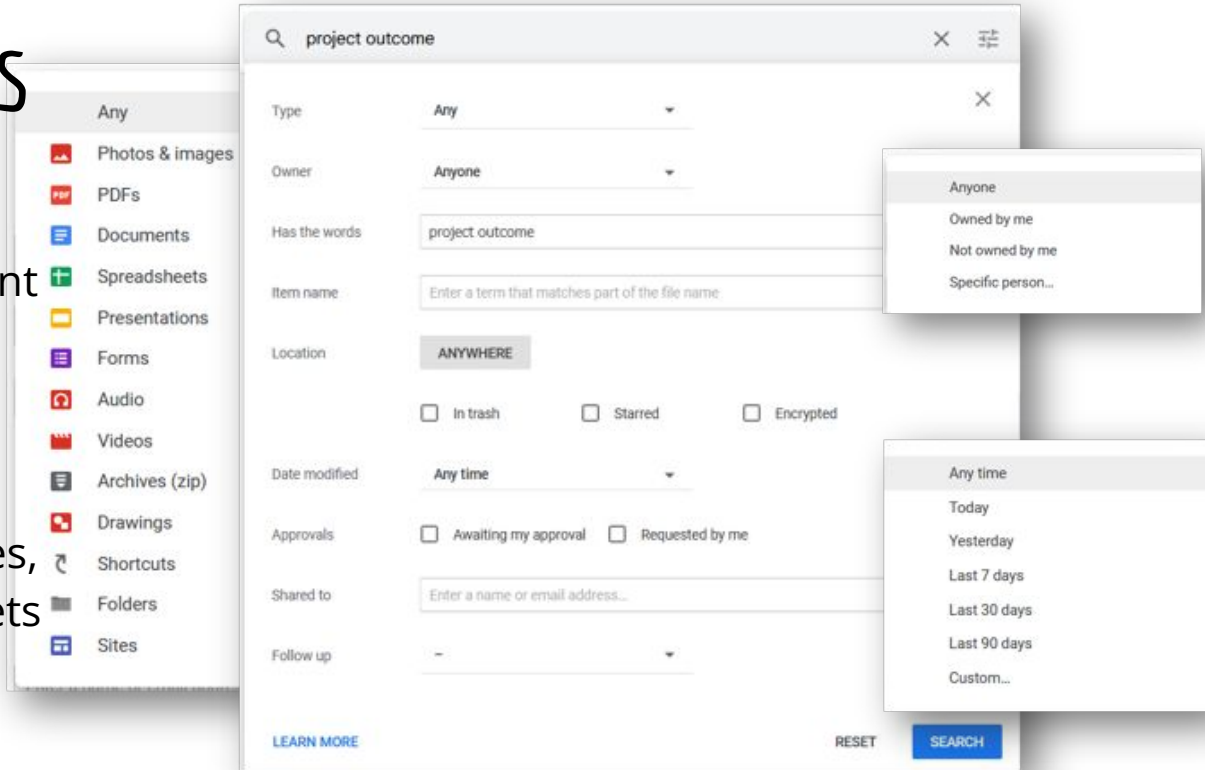 s
nt
es,
ets
Any
Photos & images
PDFs
Documents
Spreadsheets
Presentations
Forms
Audio
Videos
Archives (zip)
Drawings
Shortcuts
Folders
Sites
project outcome
Type Any
Owner Anyone
Has the words project outcome
Item name Enter a term that matches part of the file name
Location ANYWHERE
In trash Starred Encrypted
Date modified Any time
Approvals Awaiting my approval Requested by me
Shared to Enter a name or email address...
Follow up –
LEARN MORE RESET SEARCH
Anyone
Owned by me
Not owned by me
Specific person...
Any time
Today
Yesterday
Last 7 days
Last 30 days
Last 90 days
Custom...